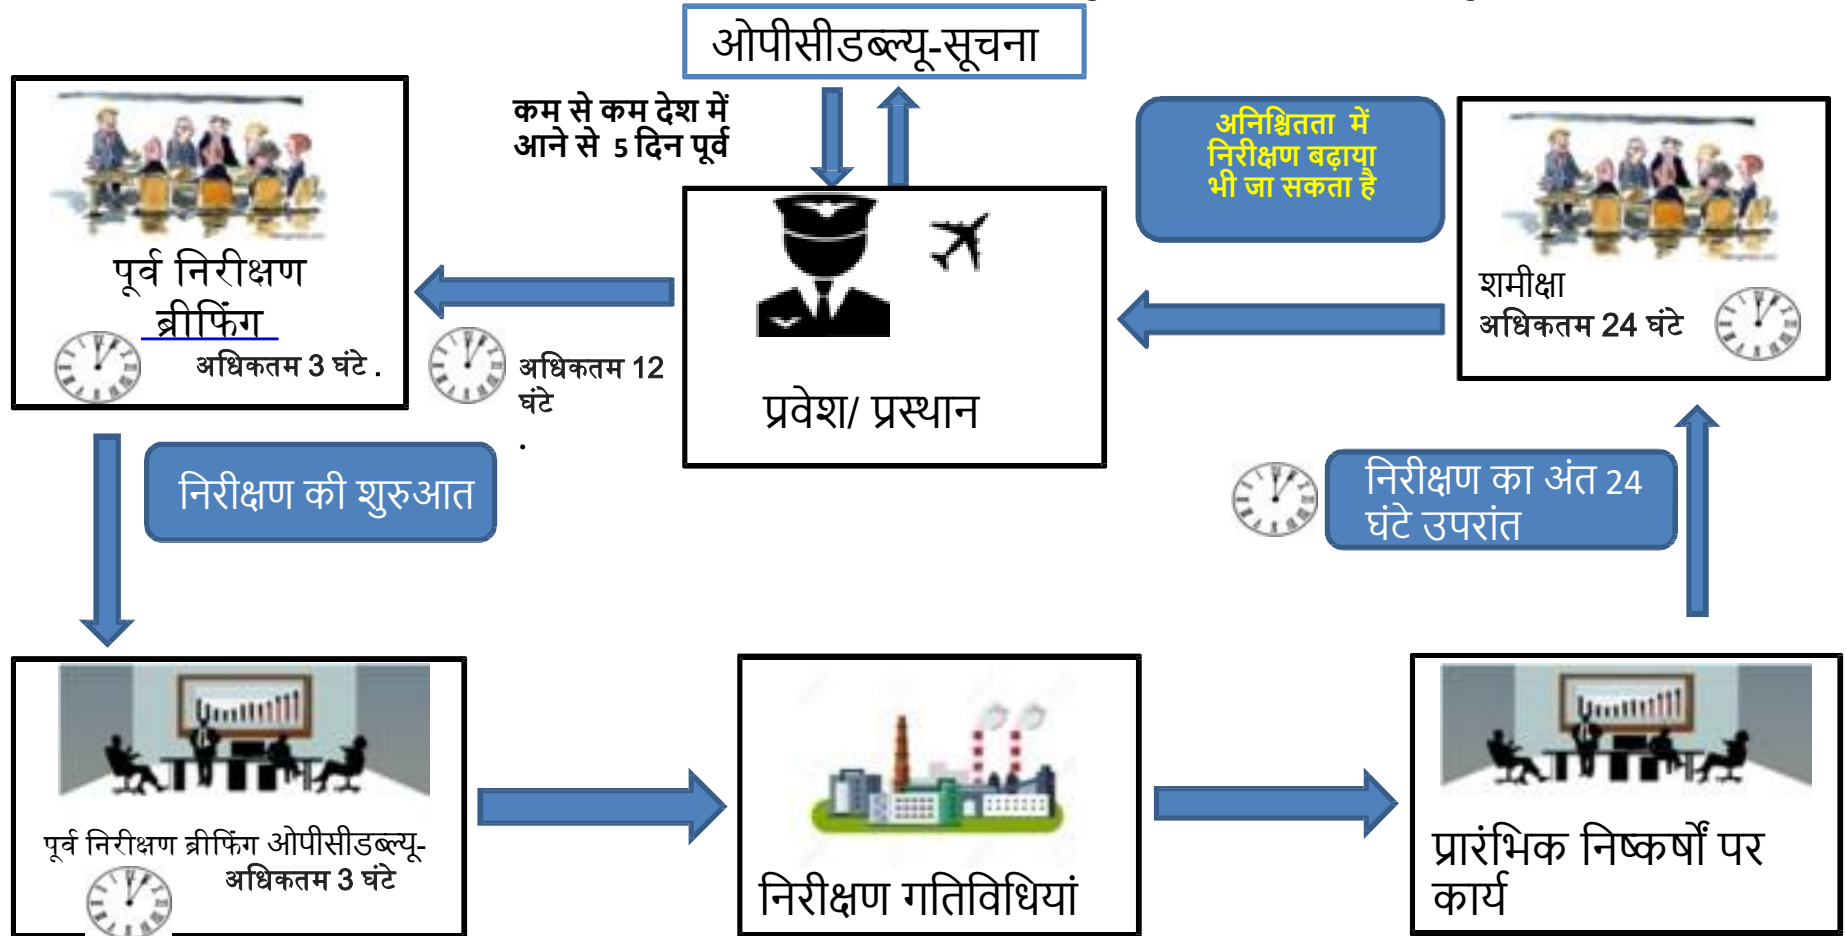 ओपीसीडब्ल्यू-सूचना
कम से कम देश में
आने से 5 दिन पूर्व
अनिश्चितता में
निरीक्षण बढ़ाया
भी जा सकता है
पूर्व निरीक्षण
ब्रीफिंग
अधिकतम 3 घंटे .
अधिकतम 12
घंटे
.
प्रवेश/ प्रस्थान
शमीक्षा
अधिकतम 24 घंटे
निरीक्षण की शुरुआत
निरीक्षण का अंत 24
घंटे उपरांत
पूर्व निरीक्षण ब्रीफिंग ओपीसीडब्ल्यू-
अधिकतम 3 घंटे
निरीक्षण गतिविधियां
प्रारंभिक निष्कर्षों पर
कार्य